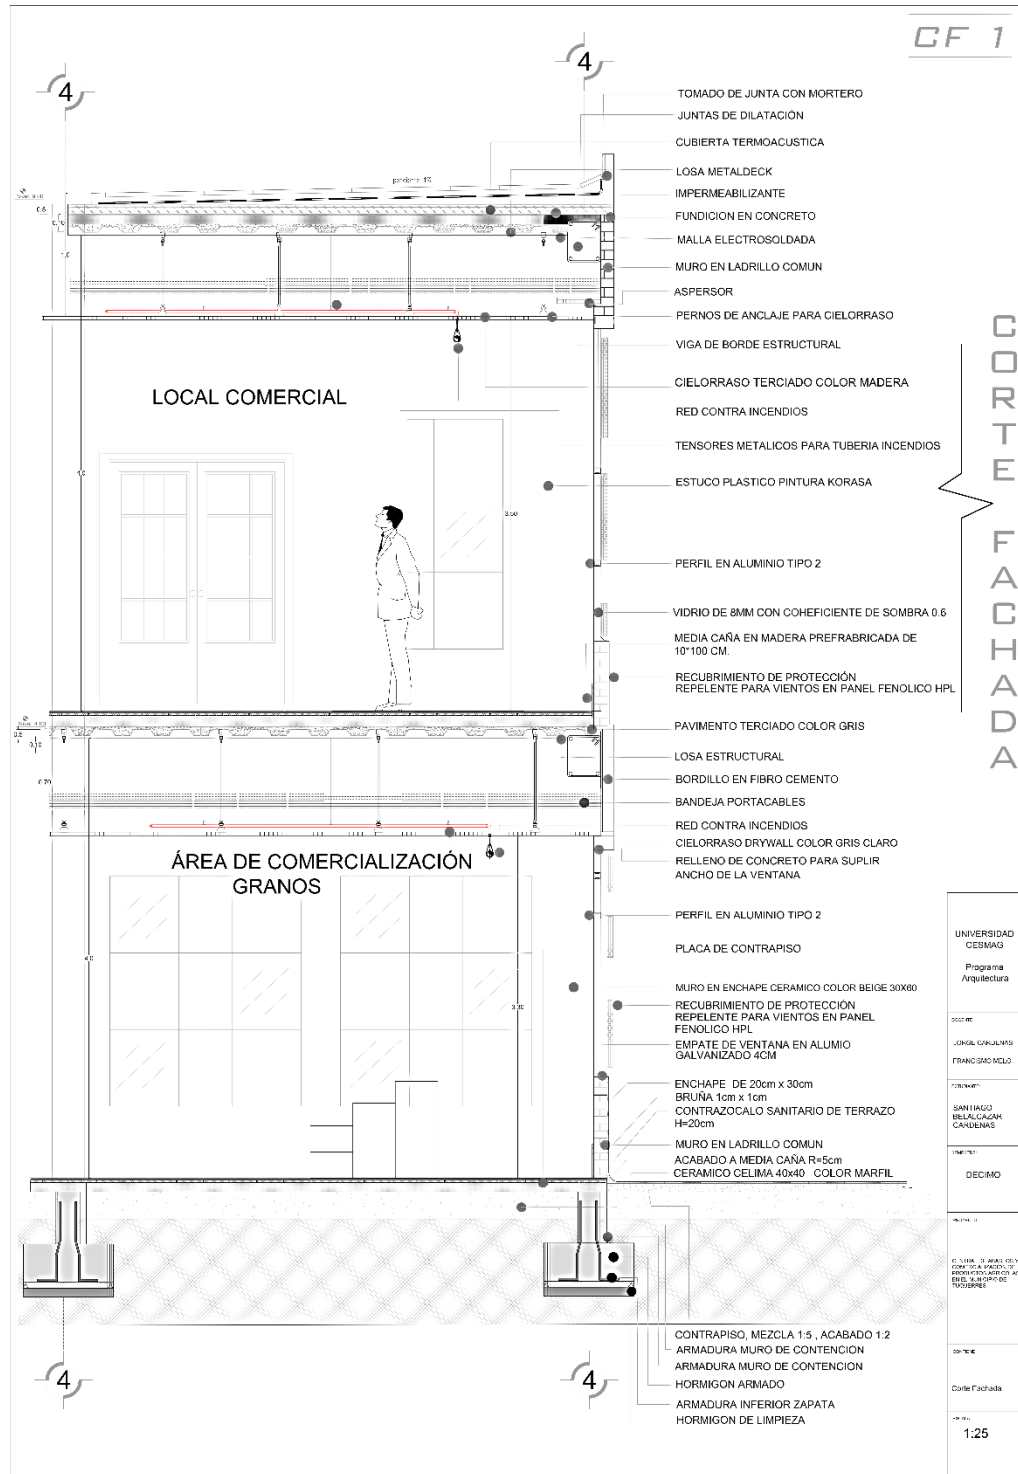 CF 1
4
4
TOMADO DE JUNTA CON MORTERO
JUNTAS DE DILATACIÓN
CUBIERTA TERMOACUSTICA
LOSA METALDECK
IMPERMEABILIZANTE
FUNDICION EN CONCRETO
MALLA ELECTROSOLDADA
MURO EN LADRILLO COMUN
ASPERSOR
PERNOS DE ANCLAJE PARA CIELORRASO
VIGA DE BORDE ESTRUCTURAL
CIELORRASO TERCIADO COLOR MADERA
RED CONTRA INCENDIOS
TENSORES METALICOS PARA TUBERIA INCENDIOS
ESTUCO PLASTICO PINTURA KORASA
PERFIL EN ALUMINIO TIPO 2
VIDRIO DE 8MM CON COHEFICIENTE DE SOMBRA 0.6
MEDIA CAÑA EN MADERA PREFRABRICADA DE
10*100 CM.
RECUBRIMIENTO DE PROTECCIÓN
REPELENTE PARA VIENTOS EN PANEL FENOLICO HPL
PAVIMENTO TERCIADO COLOR GRIS
LOSA ESTRUCTURAL
BORDILLO EN FIBRO CEMENTO
BANDEJA PORTACABLES
RED CONTRA INCENDIOS
CIELORRASO DRYWALL COLOR GRIS CLARO
RELLENO DE CONCRETO PARA SUPLIR
ANCHO DE LA VENTANA
PERFIL EN ALUMINIO TIPO 2
PLACA DE CONTRAPISO
MURO EN ENCHAPE CERAMICO COLOR BEIGE 30X60
RECUBRIMIENTO DE PROTECCIÓN
REPELENTE PARA VIENTOS EN PANEL
FENOLICO HPL
EMPATE DE VENTANA EN ALUMIO
GALVANIZADO 4CM
ENCHAPE DE 20cm x 30cm
BRUÑA 1cm x 1cm
CONTRAZOCALO SANITARIO DE TERRAZO
H=20cm
MURO EN LADRILLO COMUN
ACABADO A MEDIA CAÑA R=5cm
CERAMICO CELIMA 40x40 COLOR MARFIL
CONTRAPISO, MEZCLA 1:5 , ACABADO 1:2
ARMADURA MURO DE CONTENCION
ARMADURA MURO DE CONTENCION
HORMIGON ARMADO
ARMADURA INFERIOR ZAPATA
HORMIGON DE LIMPIEZA
LOCAL COMERCIAL
3.50
ÁREA DE COMERCIALIZACIÓN
GRANOS
4
4
CORTE FACHADA
UNIVERSIDAD
CESMAG
Programa
Arquitectura
JORGE CARDENAS
FRANCISMO MELO
SANTIAGO
BELALCAZAR
CARDENAS
DECIMO
Corte Fachada
1:25